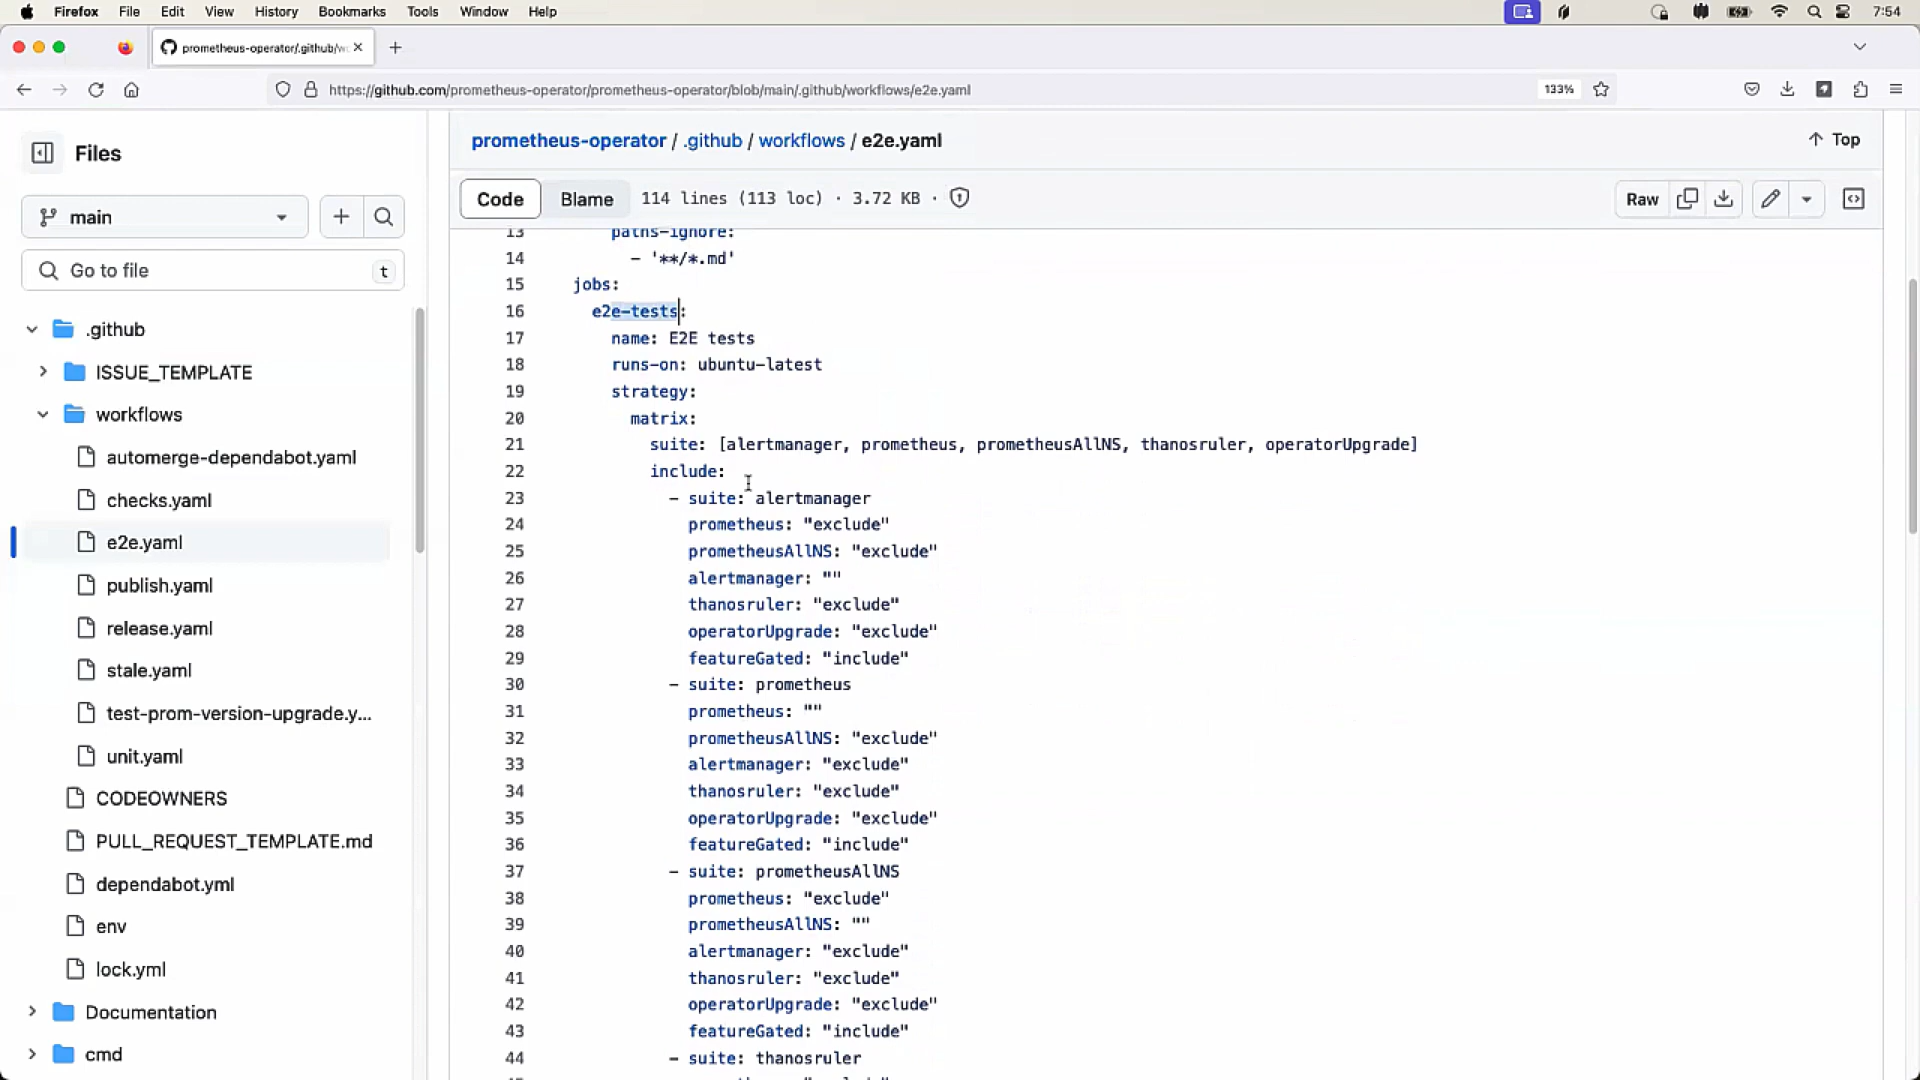 Firefox File Edit View History Bookmarks Tools Window Help 7:54
prometheus-operator/.github/wo
https://github.com/prometheus-operator/prometheus-operator/blob/main/.github/workflows/e2e.yaml 133%
Files
main
Go to file t
.github
ISSUE_TEMPLATE
workflows
automerge-dependabot.yaml
checks.yaml
e2e.yaml
publish.yaml
release.yaml
stale.yaml
test-prom-version-upgrade.y...
unit.yaml
CODEOWNERS
PULL_REQUEST_TEMPLATE.md
dependabot.yml
env
lock.yml
Documentation
cmd
prometheus-operator / .github / workflows / e2e.yaml Top
Code Blame 114 lines (113 loc) · 3.72 KB · Raw
13 paths-ignore:
14 - '**/*.md'
15 jobs:
16 e2e-tests:
17 name: E2E tests
18 runs-on: ubuntu-latest
19 strategy:
20 matrix:
21 suite: [alertmanager, prometheus, prometheusAllNS, thanosruler, operatorUpgrade]
22 include:
23 - suite: alertmanager
24 prometheus: "exclude"
25 prometheusAllNS: "exclude"
26 alertmanager: ""
27 thanosruler: "exclude"
28 operatorUpgrade: "exclude"
29 featureGated: "include"
30 - suite: prometheus
31 prometheus: ""
32 prometheusAllNS: "exclude"
33 alertmanager: "exclude"
34 thanosruler: "exclude"
35 operatorUpgrade: "exclude"
36 featureGated: "include"
37 - suite: prometheusAllNS
38 prometheus: "exclude"
39 prometheusAllNS: ""
40 alertmanager: "exclude"
41 thanosruler: "exclude"
42 operatorUpgrade: "exclude"
43 featureGated: "include"
44 - suite: thanosruler